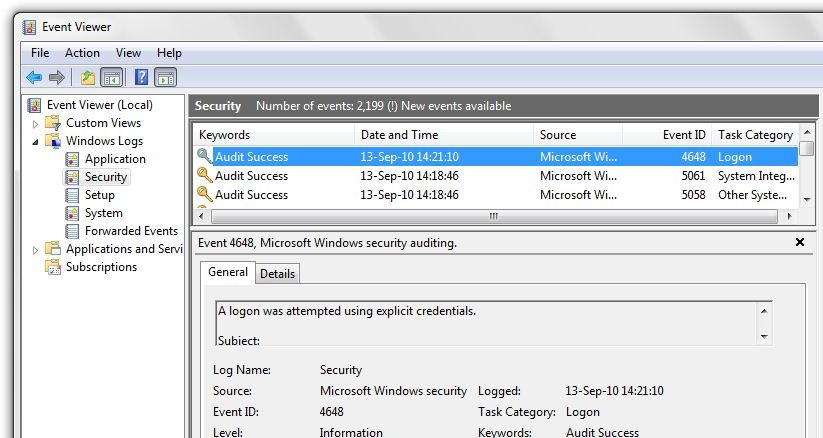 Event Viewer
File Action View Help
Event Viewer (Local)
Custom Views
Windows Logs
Application
Security
Setup
System
Forwarded Events
Applications and Servi
Subscriptions
Security Number of events: 2,199 (!) New events available
Keywords Date and Time Source Event ID Task Category
Audit Success 13-Sep-10 14:21:10 Microsoft Wi... 4648 Logon
Audit Success 13-Sep-10 14:18:46 Microsoft Wi... 5061 System Integ...
Audit Success 13-Sep-10 14:18:46 Microsoft Wi... 5058 Other Syste...
Event 4648, Microsoft Windows security auditing.
General Details
A logon was attempted using explicit credentials.
Subject:
Log Name: Security
Source: Microsoft Windows security Logged: 13-Sep-10 14:21:10
Event ID: 4648 Task Category: Logon
Level: Information Keywords: Audit Success